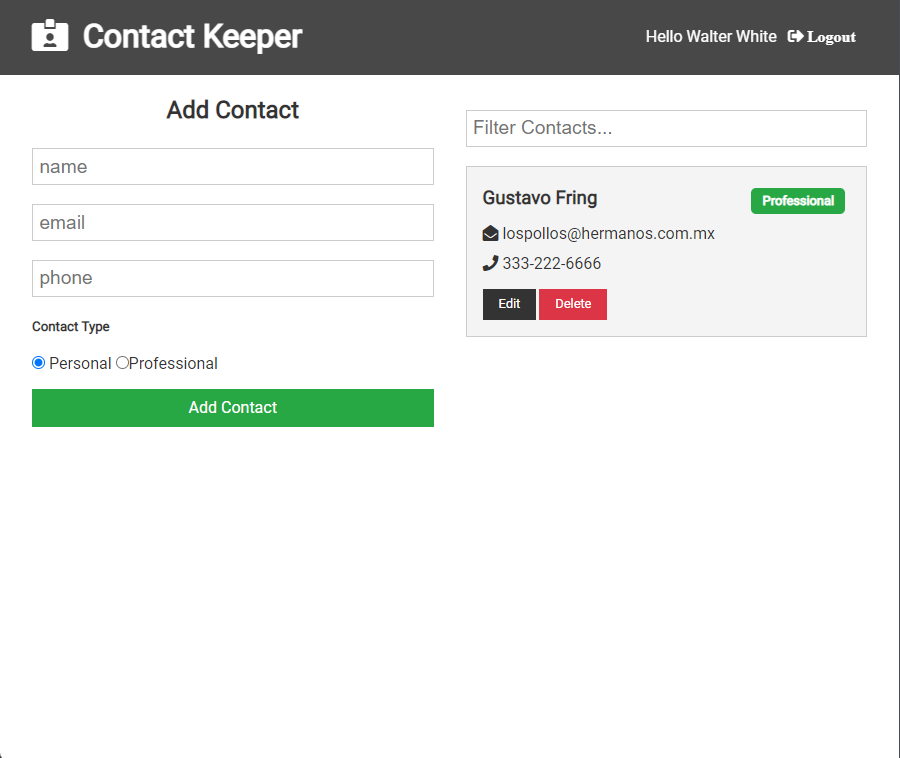 Contact Keeper
Hello Walter White Logout
Add Contact
name
email
phone
Contact Type
Personal Professional
Add Contact
Filter Contacts...
Gustavo Fring
Professional
lospollos@hermanos.com.mx
333-222-6666
Edit Delete